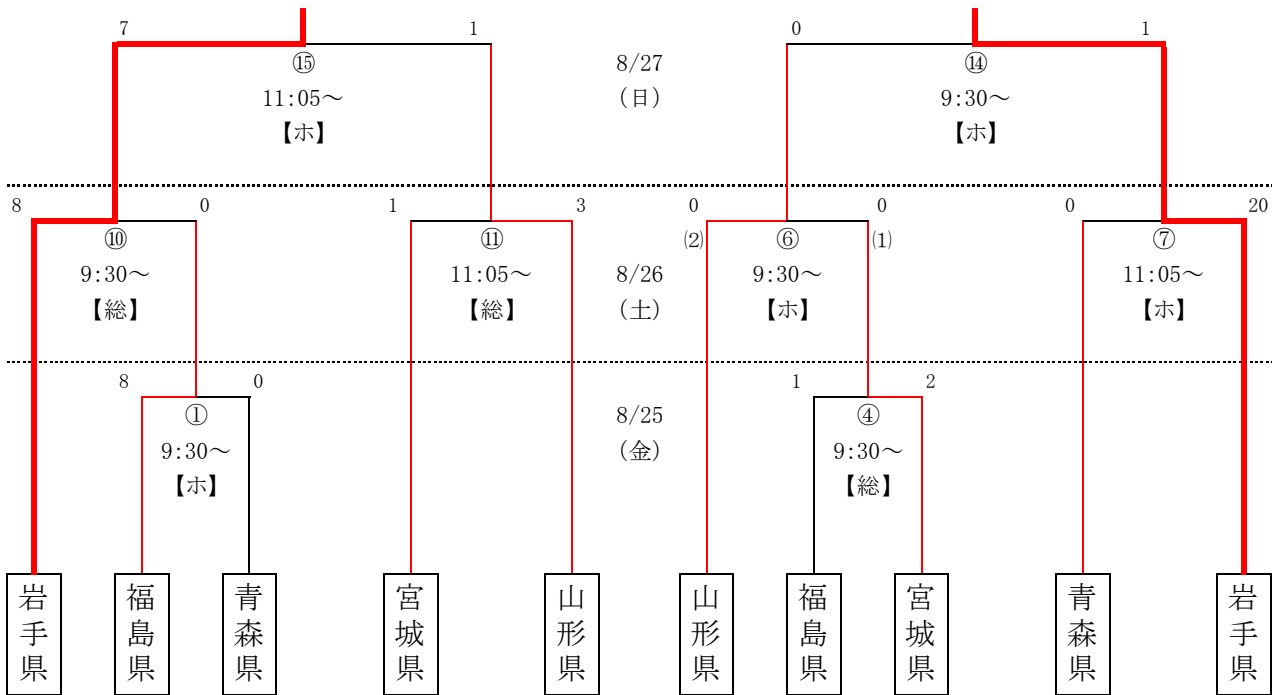 7 1 0 1
⑮ 8/27 ⑭
11:05～ （日） 9:30～
【ホ】 【ホ】
8 0 1 3 0 0 0 20
⑩ ⑪ ⑥ ⑦
(2) (1)
9:30～ 11:05～ 8/26 9:30～ 11:05～
【総】 【総】 （土） 【ホ】 【ホ】
8 0 1 2
① 8/25 ④
9:30～ （金） 9:30～
【ホ】 【総】
岩手県
福島県
青森県
宮城県
山形県
山形県
福島県
宮城県
青森県
岩手県